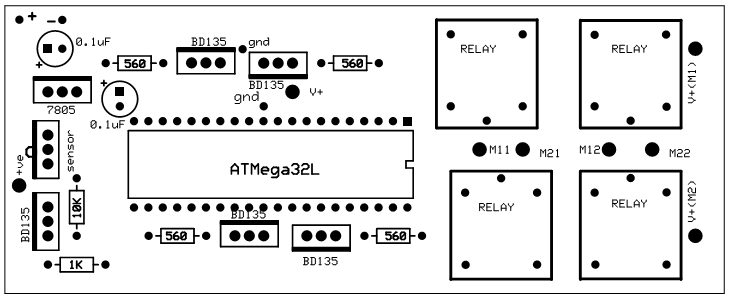 + −
0.1uF
BD135
gnd
560
560
BD135
7805
gnd
V+
0.1uF
RELAY
RELAY
V+(M1)
sensor
+ve
ATMega32L
M11
M21
M12
M22
10K
BD135
BD135
560
560
BD135
1K
RELAY
RELAY
V+(M2)